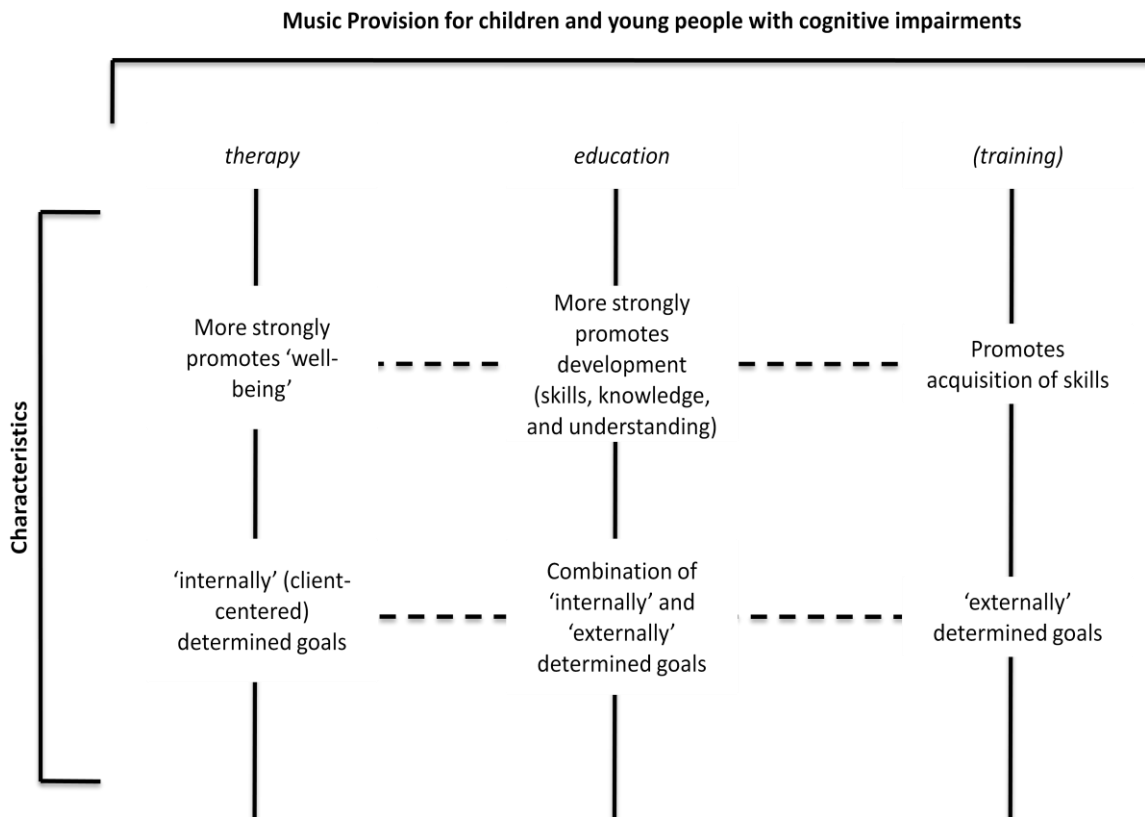 Music Provision for children and young people with cognitive impairments
therapy
education
(training)
Characteristics
More strongly
promotes ‘well-
being’
More strongly
promotes
development
(skills, knowledge,
and understanding)
Promotes
acquisition of skills
‘internally’ (client-
centered)
determined goals
Combination of
‘internally’ and
‘externally’
determined goals
‘externally’
determined goals